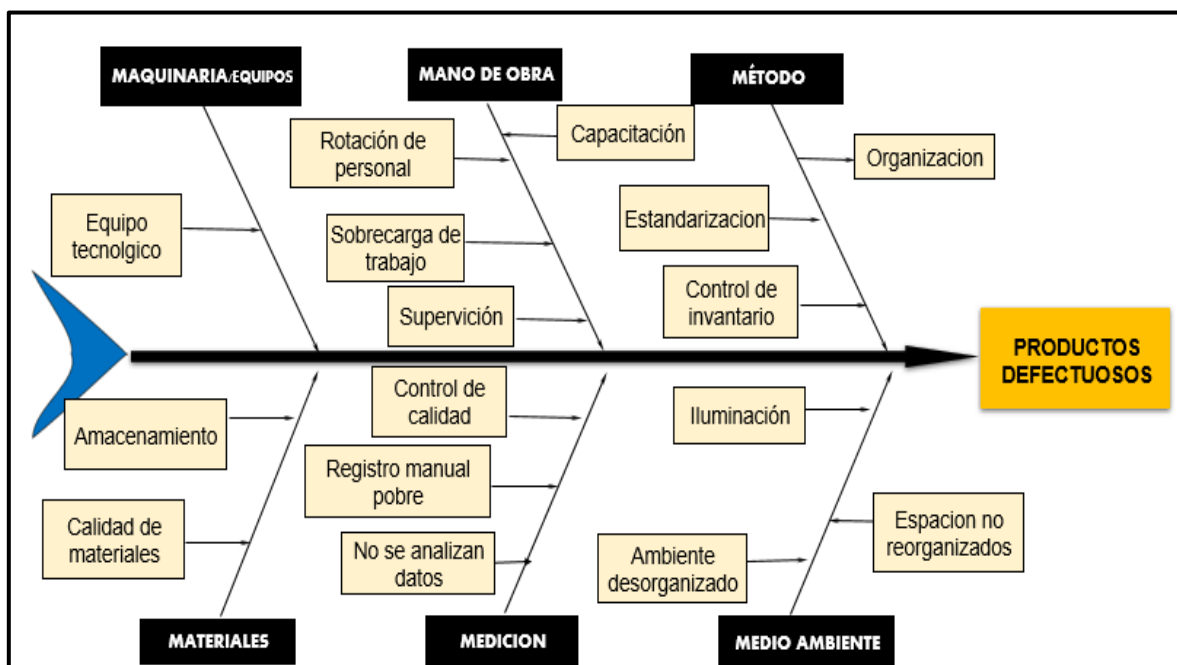 MAQUINARIA/EQUIPOS
MANO DE OBRA
MÉTODO
Rotación de
personal
Capacitación
Organizacion
Equipo
tecnolgico
Sobrecarga de
trabajo
Estandarizacion
Supervición
Control de
invantario
PRODUCTOS
DEFECTUOSOS
Amacenamiento
Control de
calidad
Iluminación
Registro manual
pobre
Calidad de
materiales
No se analizan
datos
Ambiente
desorganizado
Espacion no
reorganizados
MATERIALES
MEDICION
MEDIO AMBIENTE